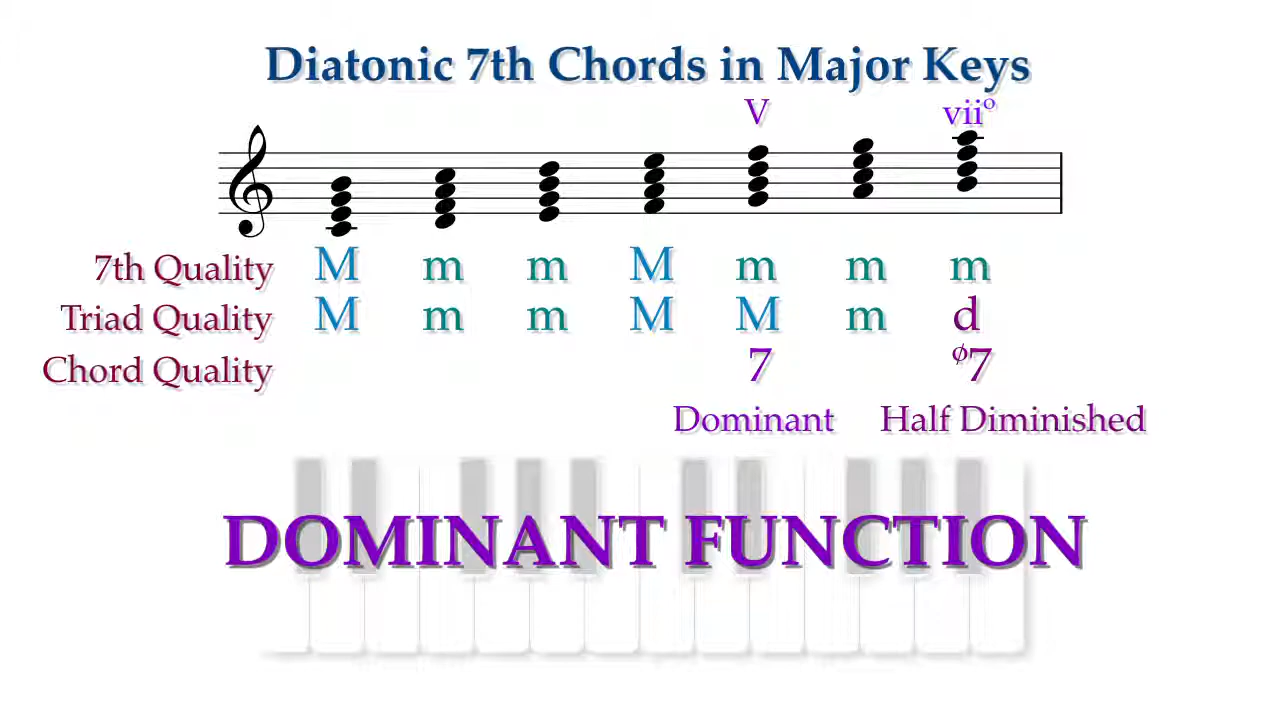 Diatonic 7th Chords in Major Keys
V viiº
7th Quality M m m M m m m
Triad Quality M m m M M m d
Chord Quality 7 ø7
Dominant Half Diminished
DOMINANT FUNCTION